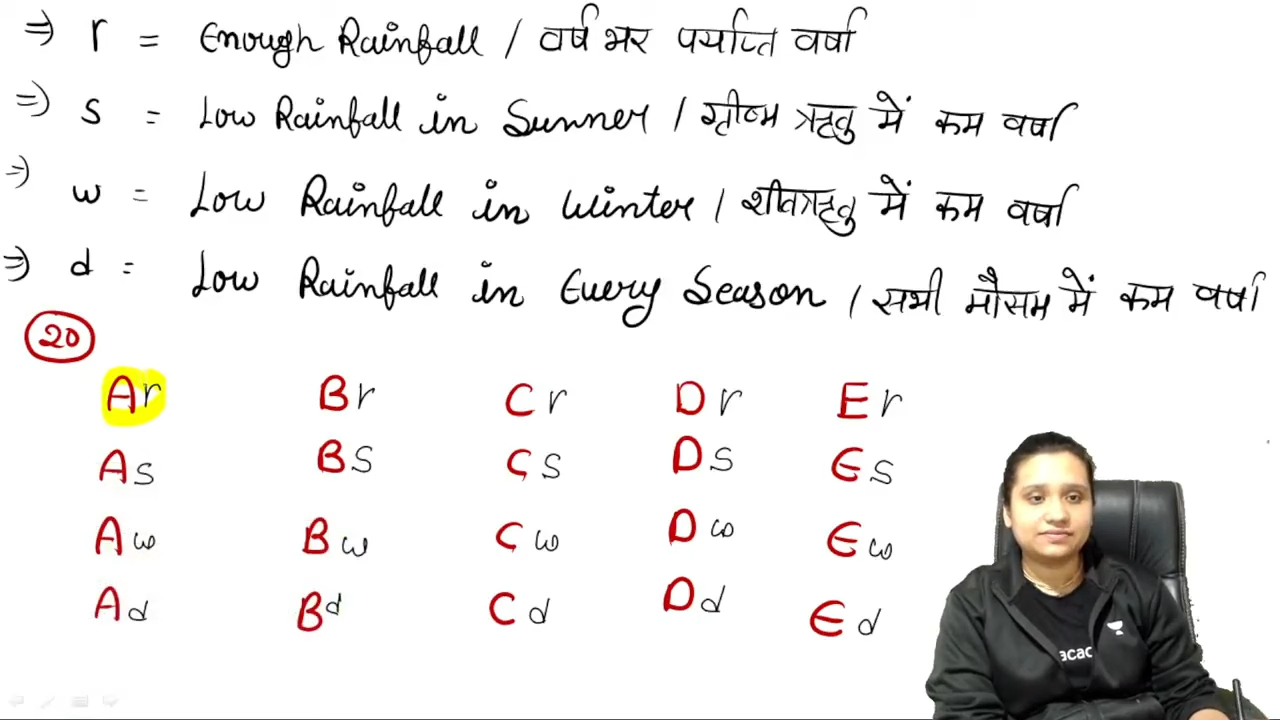 ⇒ r = Enough Rainfall / वर्ष भर पर्याप्त वर्षा
⇒ s = Low Rainfall in Sunner / ग्रीष्म ऋतु में कम वर्षा
⇒ w = Low Rainfall in Winter / शीतऋतु में कम वर्षा
⇒ d = Low Rainfall in Every Season / सभी मौसम में कम वर्षा
20
Ar Br Cr Dr Er
As Bs Cs Ds Es
Aw Bw Cw Dw Ew
Ad Bd Cd Dd Ed
acac